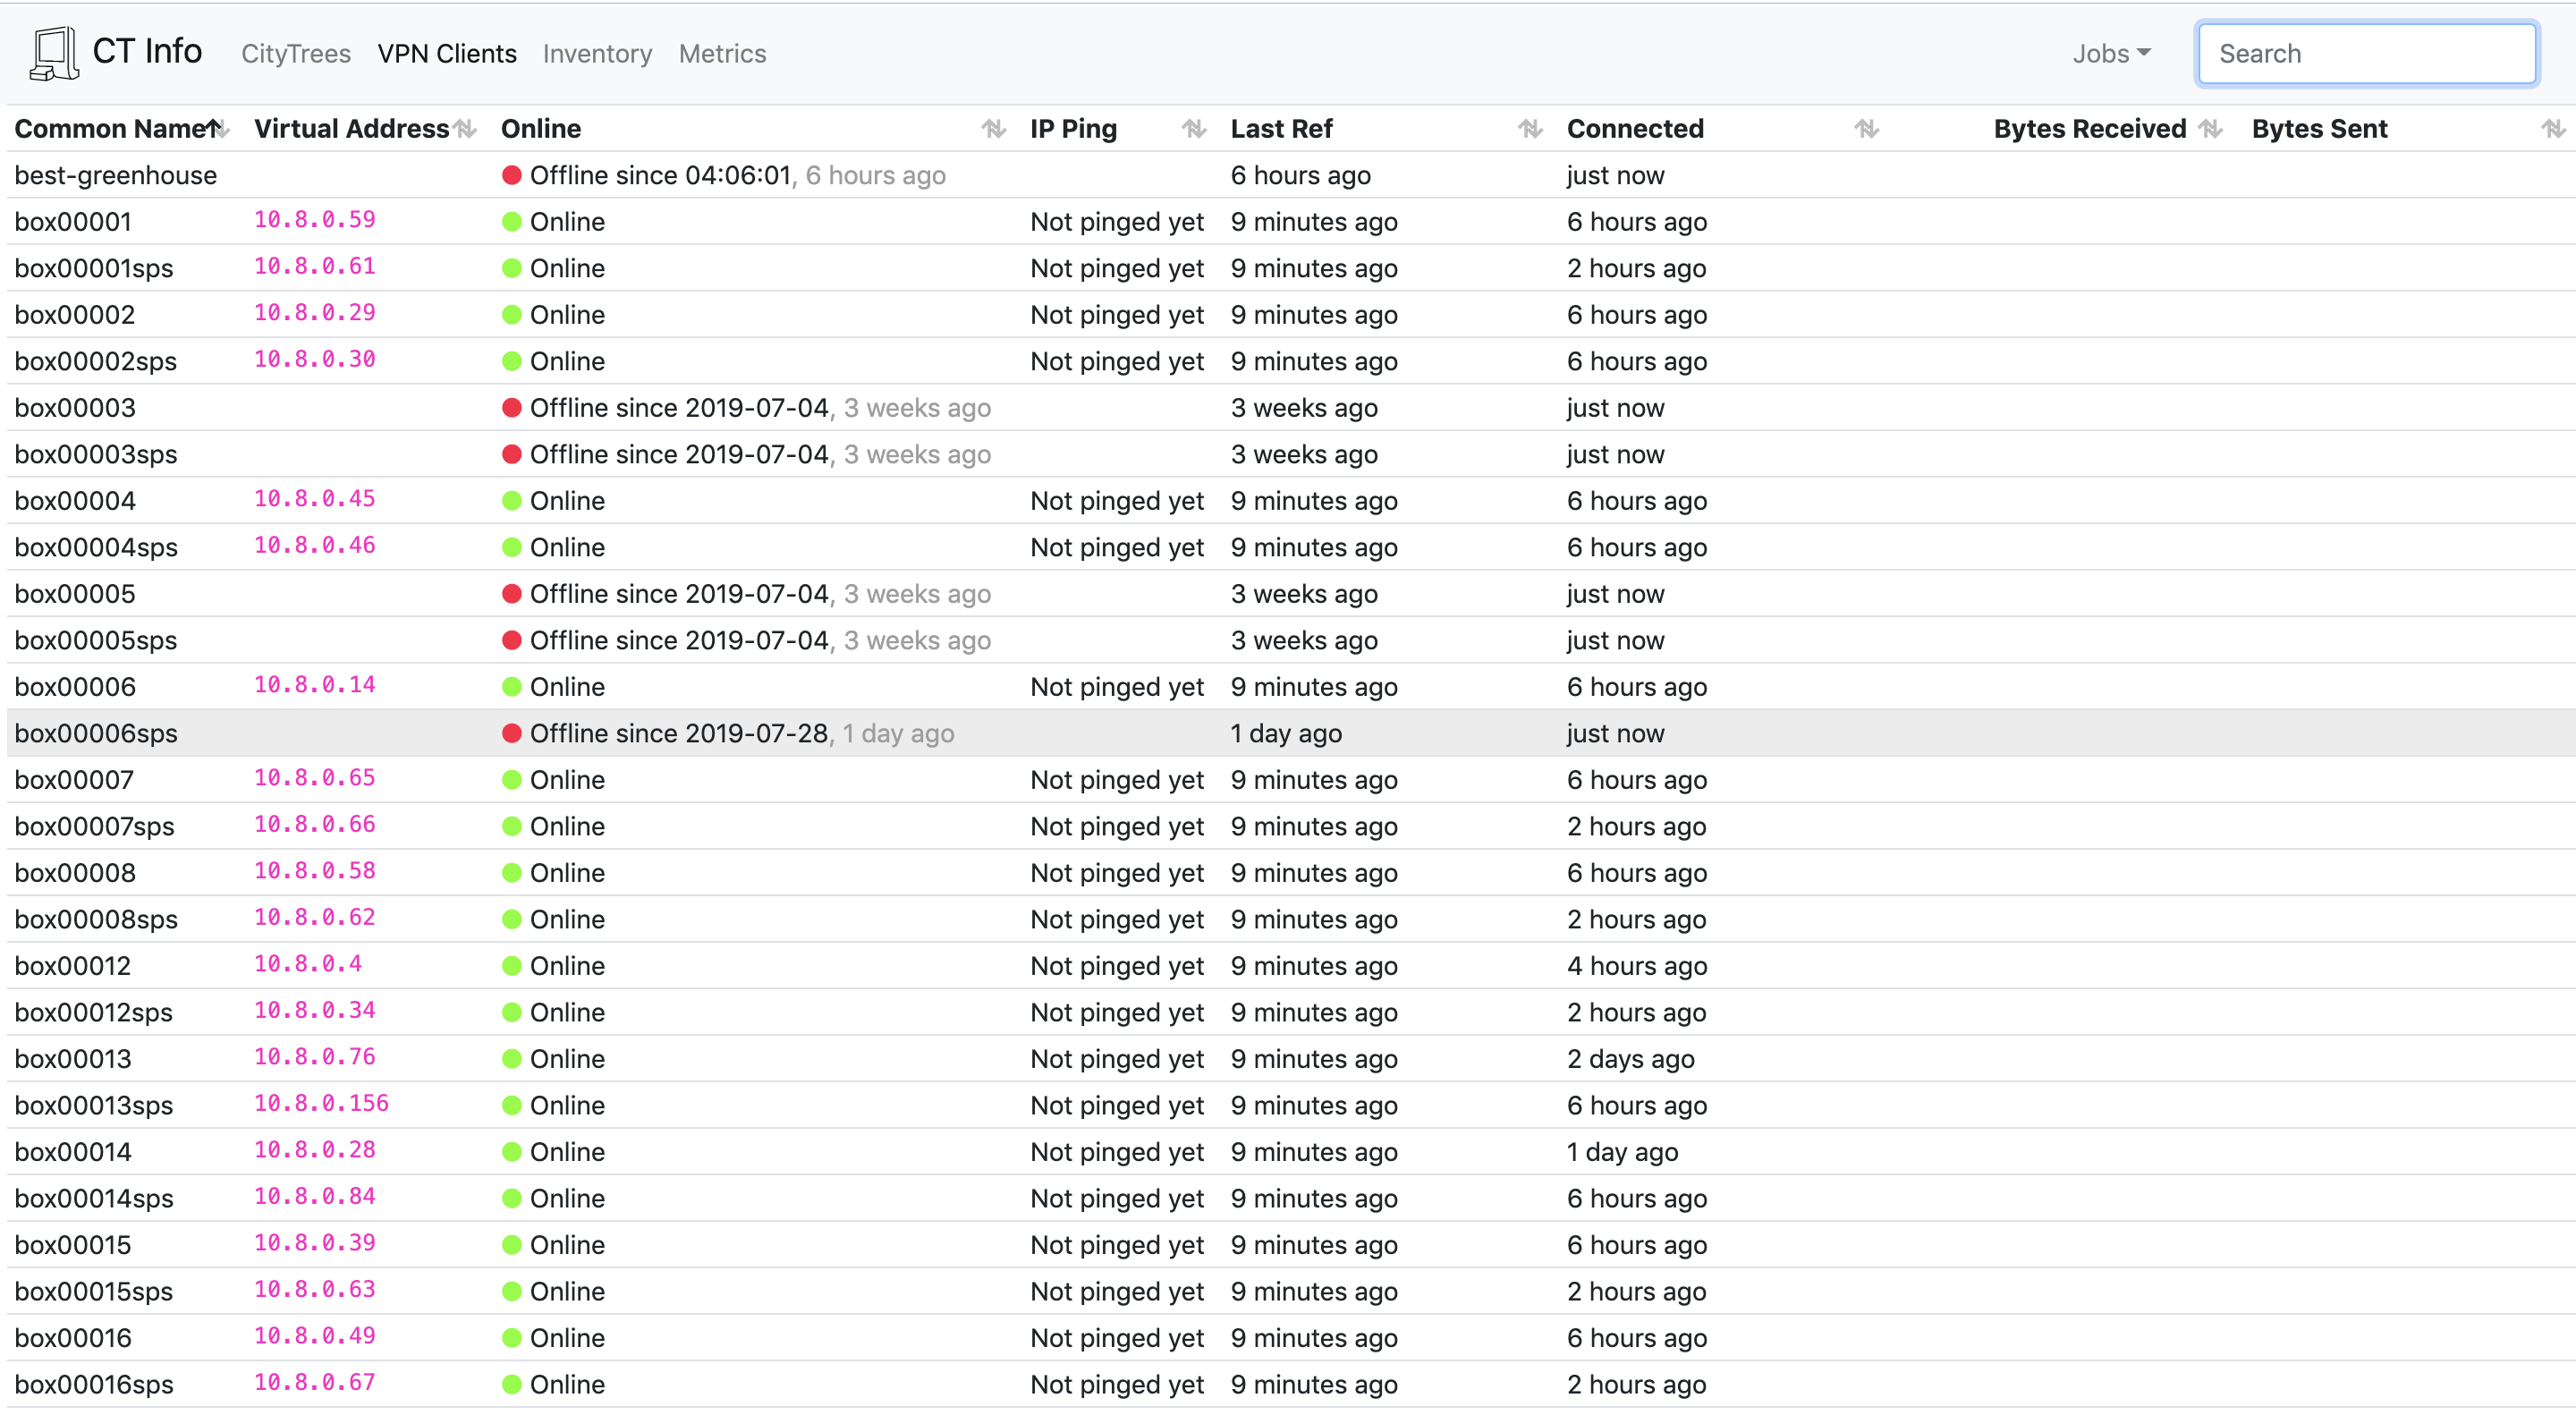 CT Info CityTrees VPN Clients Inventory Metrics Jobs Search
Common Name Virtual Address Online IP Ping Last Ref Connected Bytes Received Bytes Sent
best-greenhouse Offline since 04:06:01, 6 hours ago 6 hours ago just now
box00001 10.8.0.59 Online Not pinged yet 9 minutes ago 6 hours ago
box00001sps 10.8.0.61 Online Not pinged yet 9 minutes ago 2 hours ago
box00002 10.8.0.29 Online Not pinged yet 9 minutes ago 6 hours ago
box00002sps 10.8.0.30 Online Not pinged yet 9 minutes ago 6 hours ago
box00003 Offline since 2019-07-04, 3 weeks ago 3 weeks ago just now
box00003sps Offline since 2019-07-04, 3 weeks ago 3 weeks ago just now
box00004 10.8.0.45 Online Not pinged yet 9 minutes ago 6 hours ago
box00004sps 10.8.0.46 Online Not pinged yet 9 minutes ago 6 hours ago
box00005 Offline since 2019-07-04, 3 weeks ago 3 weeks ago just now
box00005sps Offline since 2019-07-04, 3 weeks ago 3 weeks ago just now
box00006 10.8.0.14 Online Not pinged yet 9 minutes ago 6 hours ago
box00006sps Offline since 2019-07-28, 1 day ago 1 day ago just now
box00007 10.8.0.65 Online Not pinged yet 9 minutes ago 6 hours ago
box00007sps 10.8.0.66 Online Not pinged yet 9 minutes ago 2 hours ago
box00008 10.8.0.58 Online Not pinged yet 9 minutes ago 6 hours ago
box00008sps 10.8.0.62 Online Not pinged yet 9 minutes ago 2 hours ago
box00012 10.8.0.4 Online Not pinged yet 9 minutes ago 4 hours ago
box00012sps 10.8.0.34 Online Not pinged yet 9 minutes ago 2 hours ago
box00013 10.8.0.76 Online Not pinged yet 9 minutes ago 2 days ago
box00013sps 10.8.0.156 Online Not pinged yet 9 minutes ago 6 hours ago
box00014 10.8.0.28 Online Not pinged yet 9 minutes ago 1 day ago
box00014sps 10.8.0.84 Online Not pinged yet 9 minutes ago 6 hours ago
box00015 10.8.0.39 Online Not pinged yet 9 minutes ago 6 hours ago
box00015sps 10.8.0.63 Online Not pinged yet 9 minutes ago 2 hours ago
box00016 10.8.0.49 Online Not pinged yet 9 minutes ago 6 hours ago
box00016sps 10.8.0.67 Online Not pinged yet 9 minutes ago 2 hours ago